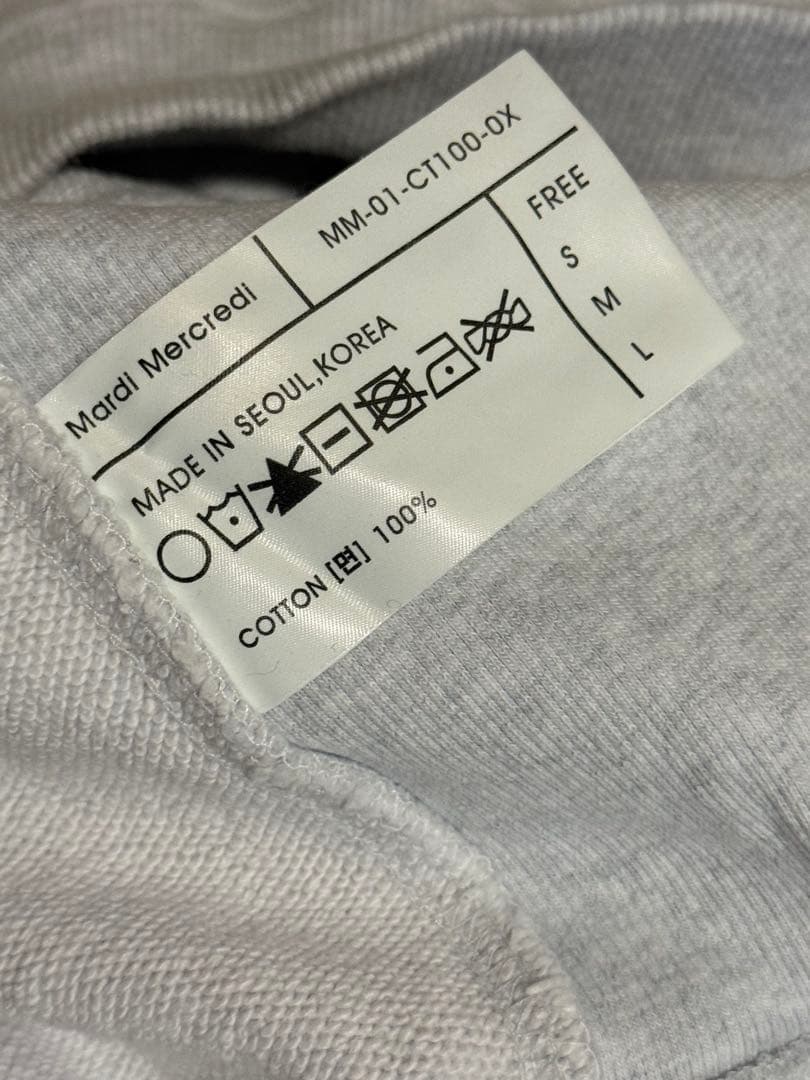 Mardi Mercredi
MM-01-CT100-0X
MADE IN SEOUL,KOREA
COTTON [면] 100%
FREE
S
M
L